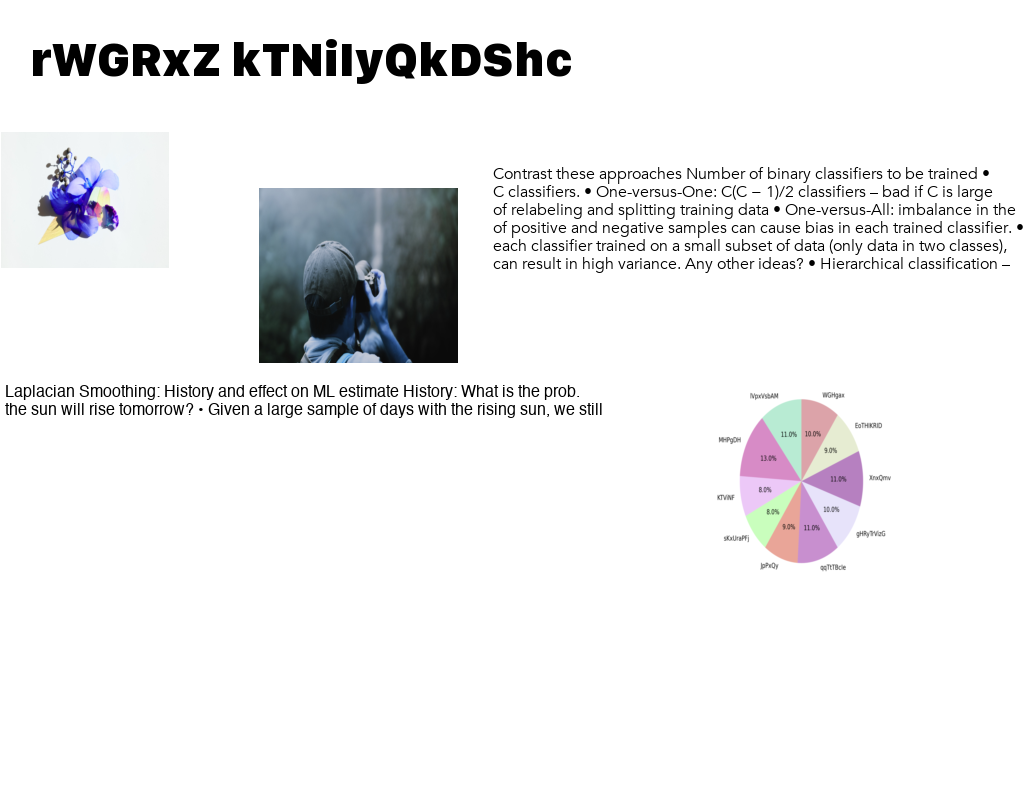 rWGRxZ kTNiIyQkDShc
Contrast these approaches Number of binary classifiers to be trained •
C classifiers. • One-versus-One: C(C − 1)/2 classifiers – bad if C is large
of relabeling and splitting training data • One-versus-All: imbalance in the
of positive and negative samples can cause bias in each trained classifier. •
each classifier trained on a small subset of data (only data in two classes),
can result in high variance. Any other ideas? • Hierarchical classification –
Laplacian Smoothing: History and effect on ML estimate History: What is the prob.
the sun will rise tomorrow? • Given a large sample of days with the rising sun, we still
IVpxVsbAM
WGHgax
EoTHIKRID
MHPgDH
XnxQmv
KTViNF
gHRyTrVizG
sKxUraPFj
JpPxQy
qqTtTBcIe
11.0%
10.0%
9.0%
13.0%
11.0%
8.0%
10.0%
8.0%
9.0%
11.0%